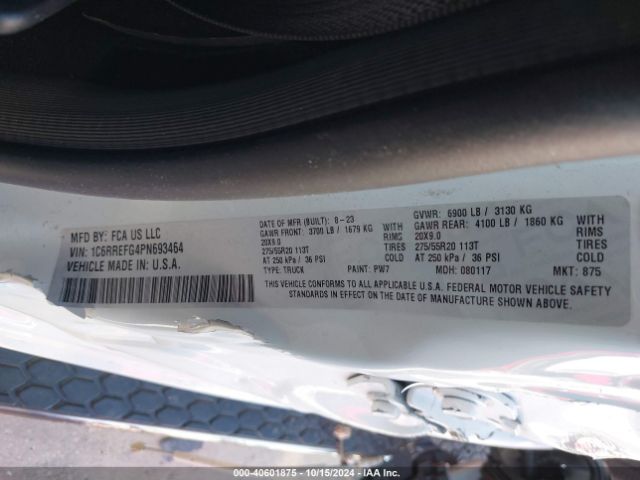 MFD BY: FCA US LLC
VIN: 1C6RREFG4PN693464
VEHICLE MADE IN U.S.A.
DATE OF MFR (BUILT): 8-23
GAWR FRONT: 3700 LB / 1679 KG
20X9.0
275/55R20 113T
AT 250 kPa / 36 PSI
WITH
RIMS
TIRES
COLD
GVWR: 6900 LB / 3130 KG
GAWR REAR: 4100 LB / 1860 KG
20X9.0
275/55R20 113T
AT 250 kPa / 36 PSI
WITH
RIMS
TIRES
COLD
TYPE: TRUCK PAINT: PW7 MDH: 080117 MKT: 875
THIS VEHICLE CONFORMS TO ALL APPLICABLE U.S.A. FEDERAL MOTOR VEHICLE SAFETY
STANDARDS IN EFFECT ON THE DATE OF MANUFACTURE SHOWN ABOVE.
000-40601875 - 10/15/2024 - IAA Inc.